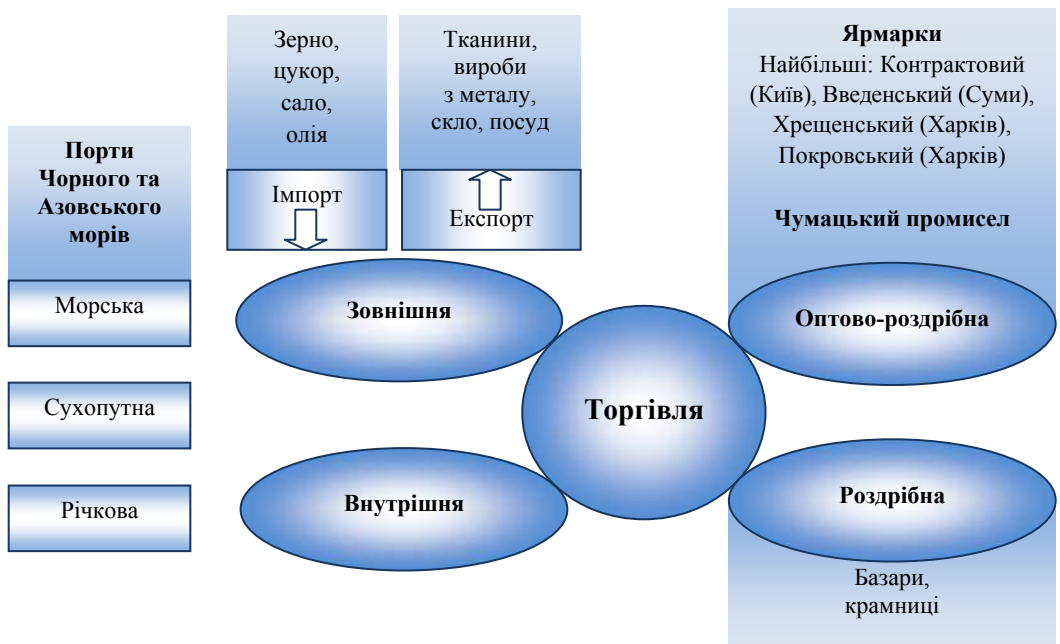 Порти
Чорного та
Азовського
морів
Морська
Сухопутна
Річкова
Зерно,
цукор,
сало,
олія
Імпорт
Тканини,
вироби
з металу,
скло, посуд
Експорт
Зовнішня
Внутрішня
Торгівля
Ярмарки
Найбільші: Контрактовий
(Київ), Введенський (Суми),
Хрещенський (Харків),
Покровський (Харків)
Чумацький промисел
Оптово-роздрібна
Роздрібна
Базари,
крамниці